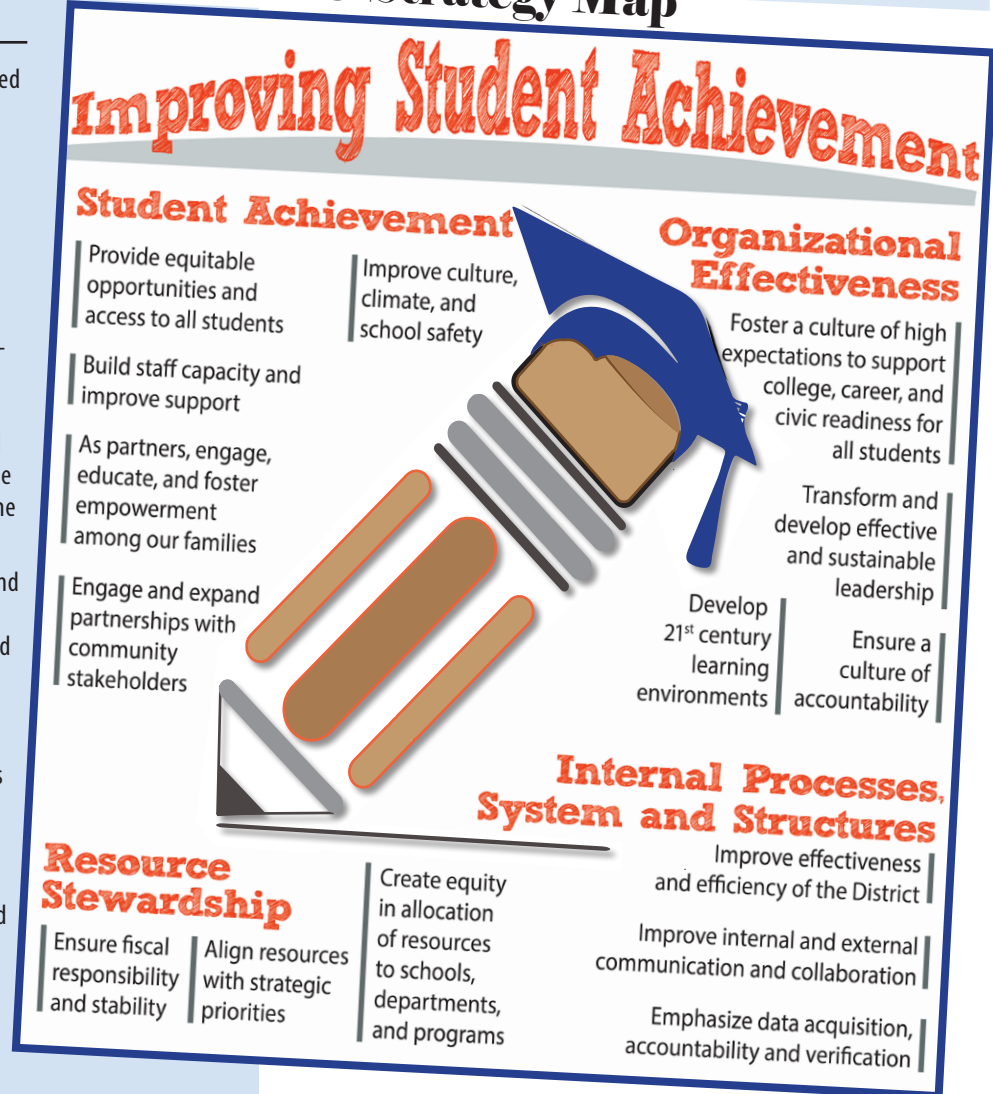 Strategy Map
Improving Student Achievement
Student Achievement
Provide equitable
opportunities and
access to all students
Improve culture,
climate, and
school safety
Build staff capacity and
improve support
As partners, engage,
educate, and foster
empowerment
among our families
Engage and expand
partnerships with
community
stakeholders
Organizational
Effectiveness
Foster a culture of high
expectations to support
college, career, and
civic readiness for
all students
Transform and
develop effective
and sustainable
leadership
Develop
21st century
learning
environments
Ensure a
culture of
accountability
Internal Processes,
System and Structures
Improve effectiveness
and efficiency of the District
Improve internal and external
communication and collaboration
Emphasize data acquisition,
accountability and verification
Resource
Stewardship
Ensure fiscal
responsibility
and stability
Align resources
with strategic
priorities
Create equity
in allocation
of resources
to schools,
departments,
and programs